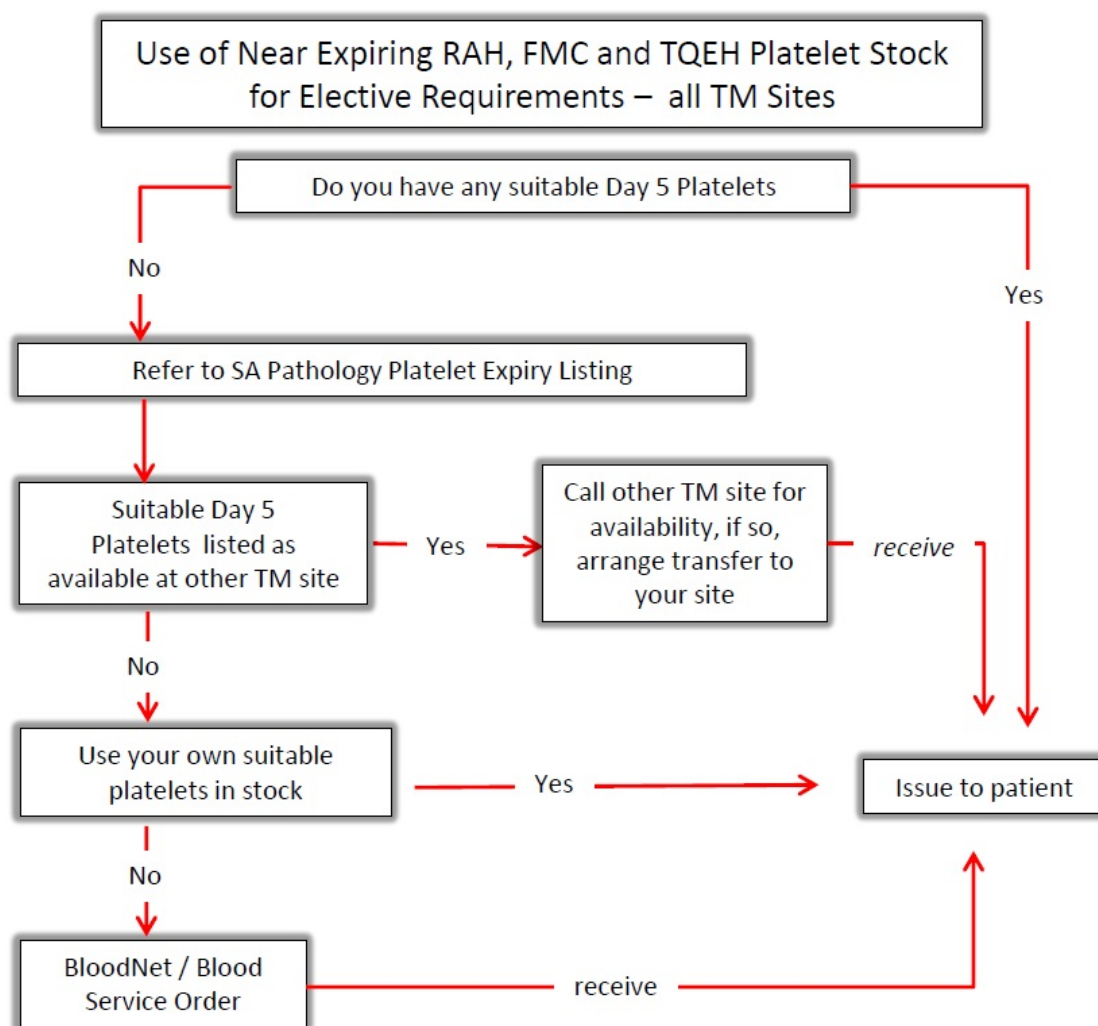 Use of Near Expiring RAH, FMC and TQEH Platelet Stock
for Elective Requirements – all TM Sites
Do you have any suitable Day 5 Platelets
No
Yes
Refer to SA Pathology Platelet Expiry Listing
Suitable Day 5
Platelets listed as
available at other TM site
Yes
Call other TM site for
availability, if so,
arrange transfer to
your site
receive
No
Use your own suitable
platelets in stock
Yes
Issue to patient
No
BloodNet / Blood
Service Order
receive